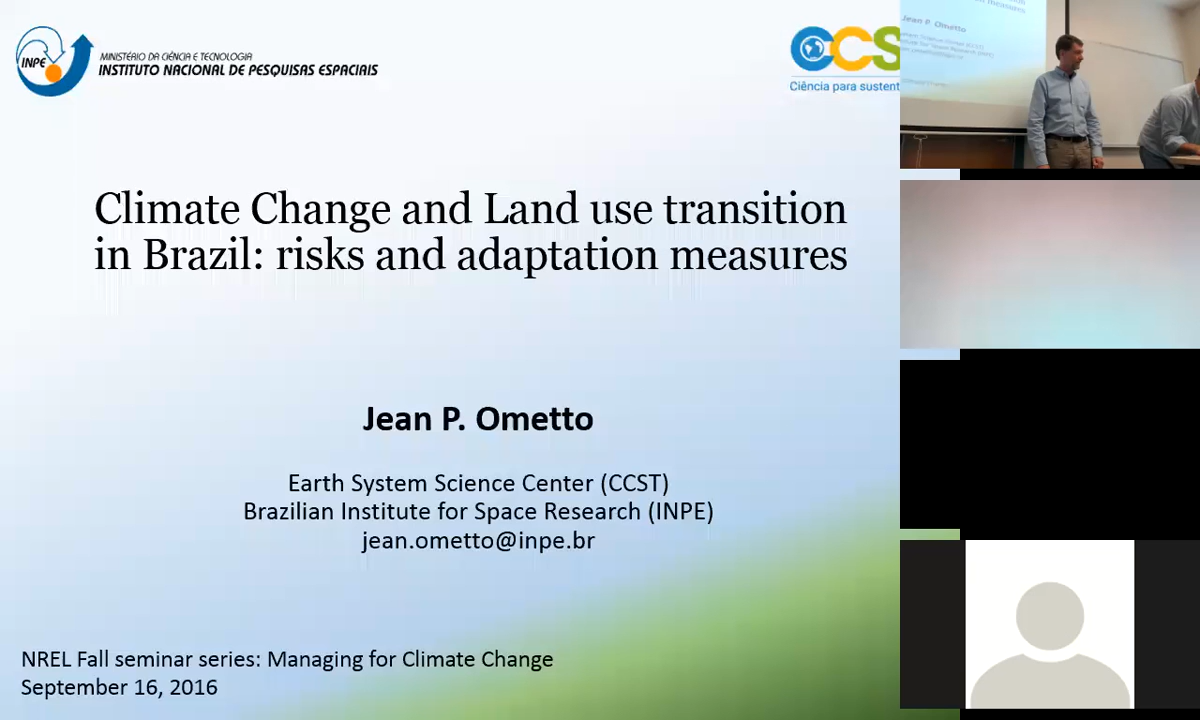 INPE
MINISTÉRIO DA CIÊNCIA E TECNOLOGIA
INSTITUTO NACIONAL DE PESQUISAS ESPACIAIS
CCS
Ciência para sustent
Climate Change and Land use transition
in Brazil: risks and adaptation measures
Jean P. Ometto
Earth System Science Center (CCST)
Brazilian Institute for Space Research (INPE)
jean.ometto@inpe.br
NREL Fall seminar series: Managing for Climate Change
September 16, 2016
Jean P. Ometto